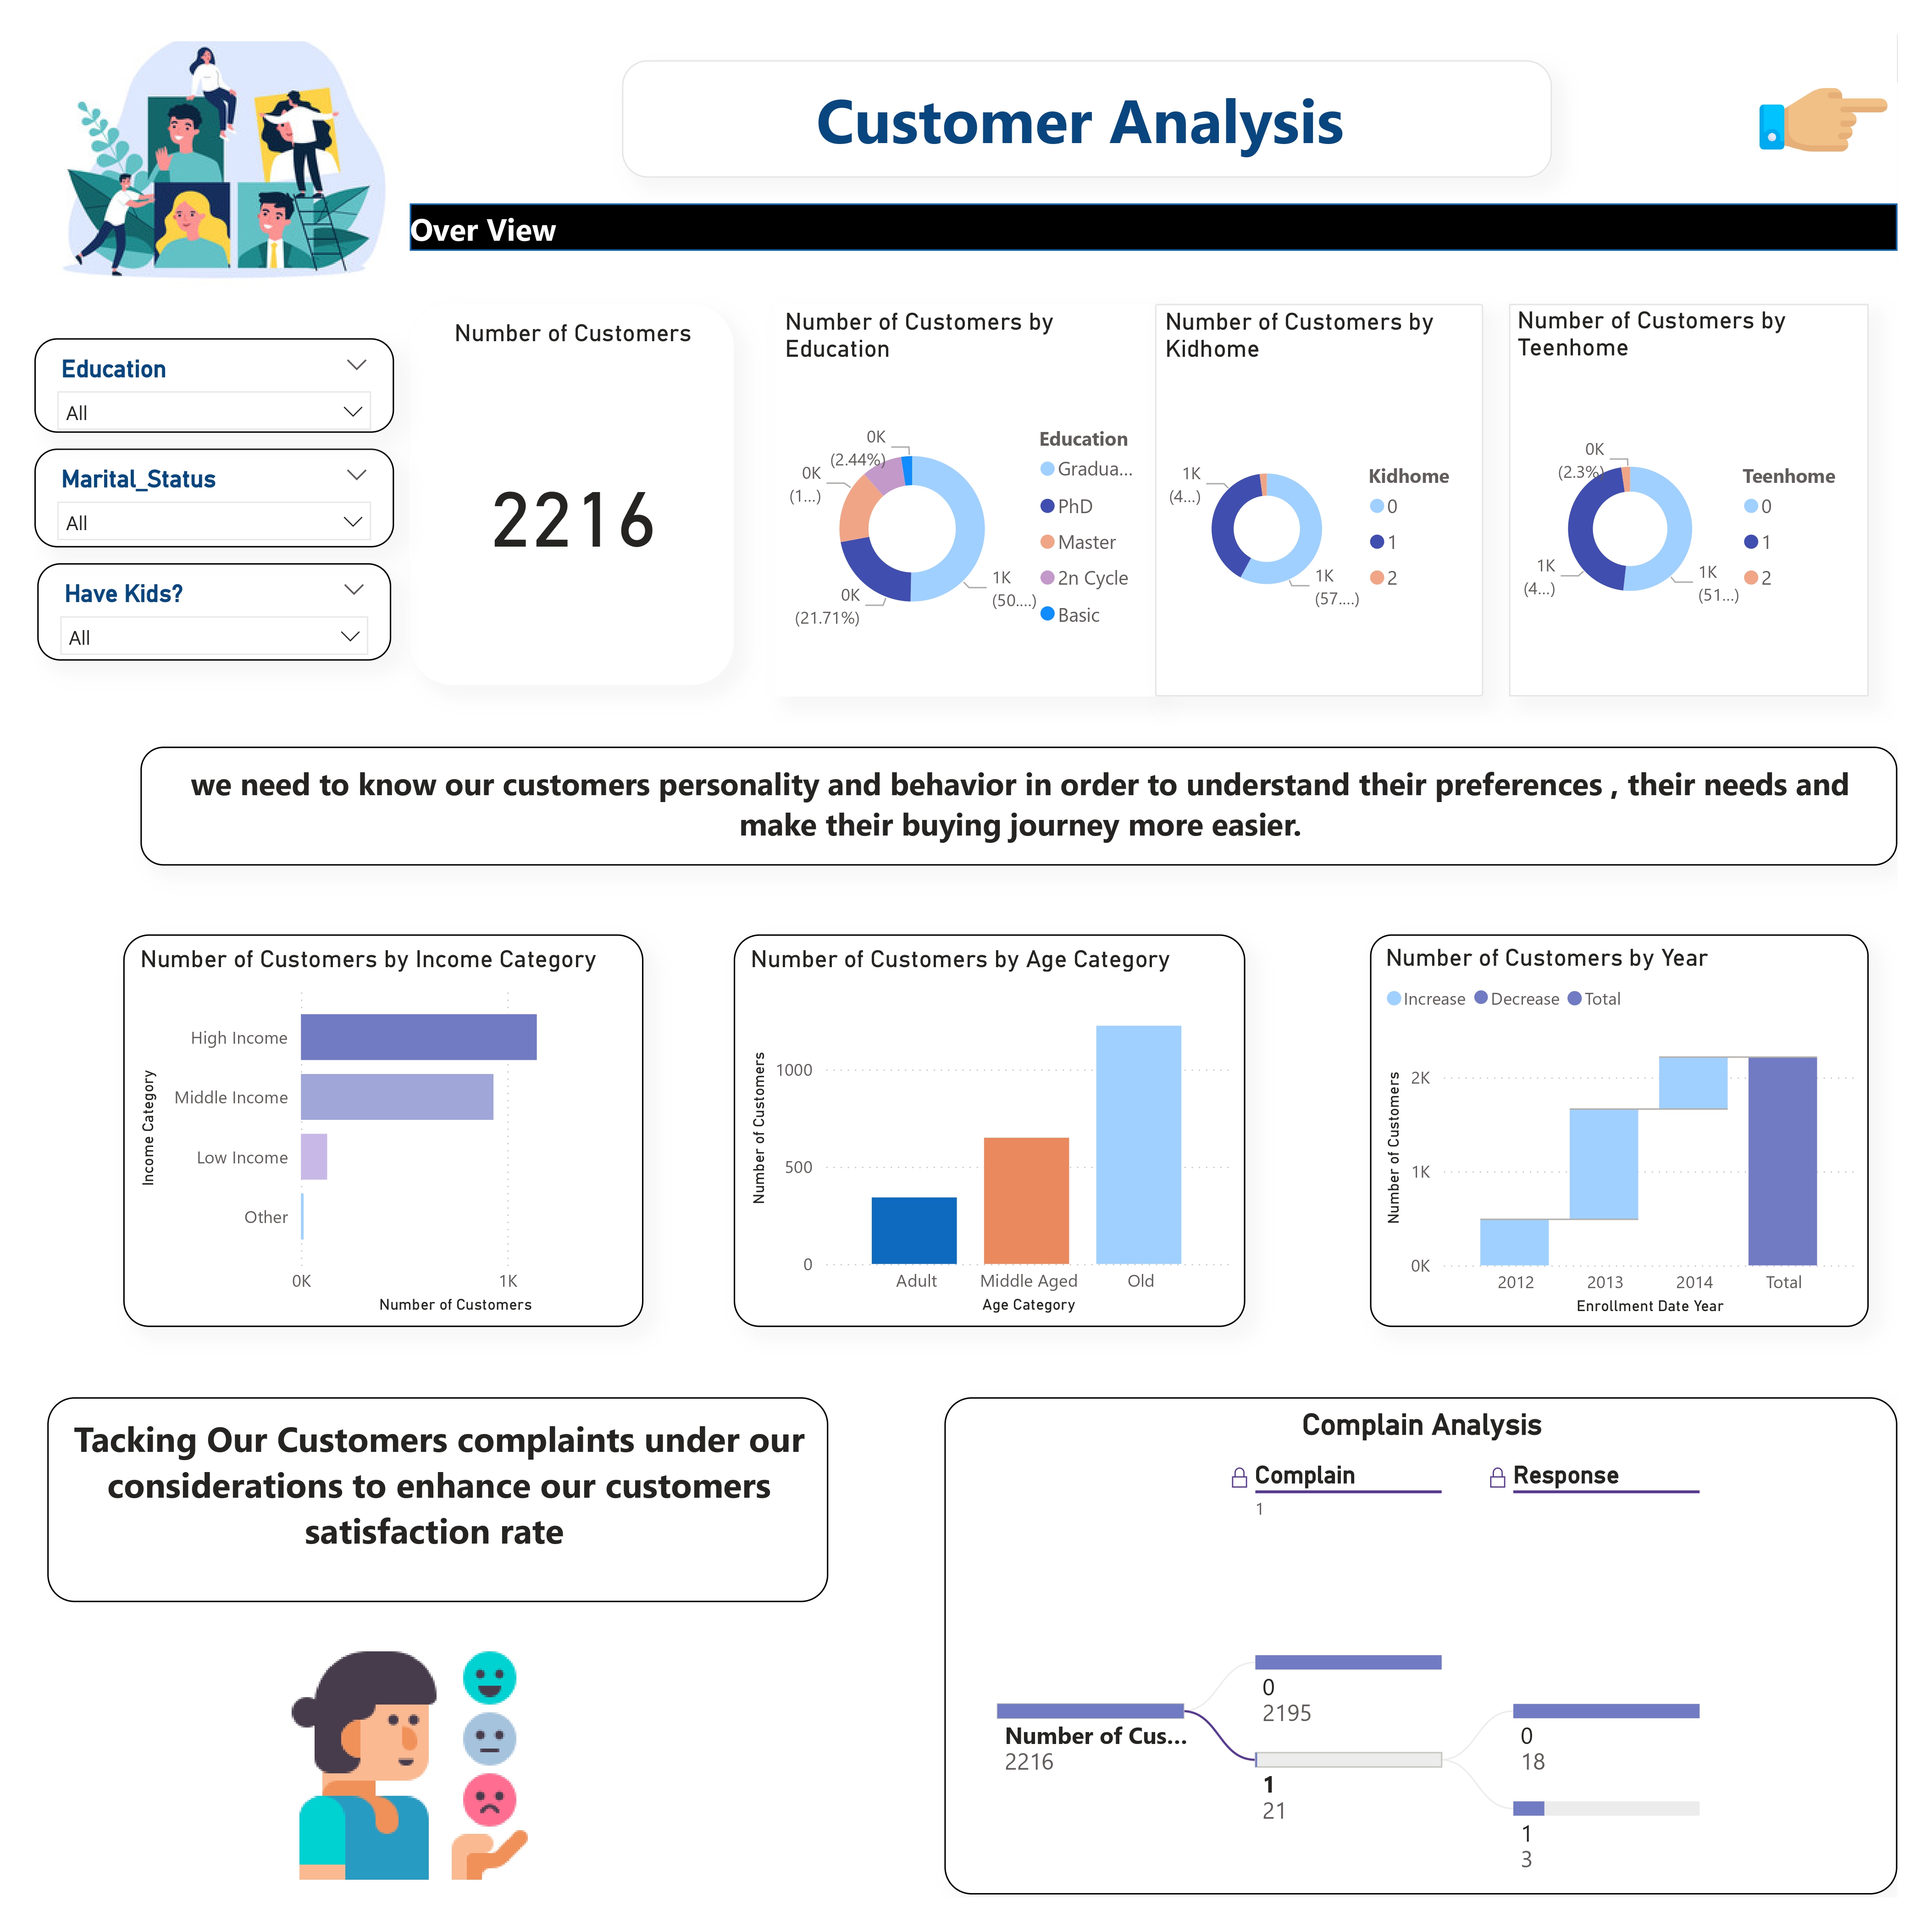 Customer Analysis
Over View
Education
All
Marital_Status
All
Have Kids?
All
Number of Customers
2216
Number of Customers by
Education
0K
(2.44%)
0K
(1...)
0K
(21.71%)
1K
(50....)
Education
Gradua...
PhD
Master
2n Cycle
Basic
Number of Customers by
Kidhome
1K
(4...)
1K
(57....)
Kidhome
0
1
2
Number of Customers by
Teenhome
0K
(2.3%)
1K
(4...)
1K
(51...)
Teenhome
0
1
2
we need to know our customers personality and behavior in order to understand their preferences , their needs and
make their buying journey more easier.
Number of Customers by Income Category
Income Category
High Income
Middle Income
Low Income
Other
0K 1K
Number of Customers
Number of Customers by Age Category
Number of Customers
1000
500
0
Adult Middle Aged Old
Age Category
Number of Customers by Year
Increase Decrease Total
Number of Customers
2K
1K
0K
2012 2013 2014 Total
Enrollment Date Year
Tacking Our Customers complaints under our
considerations to enhance our customers
satisfaction rate
Complain Analysis
Complain Response
1
Number of Cus...
2216
0
2195
1
21
0
18
1
3